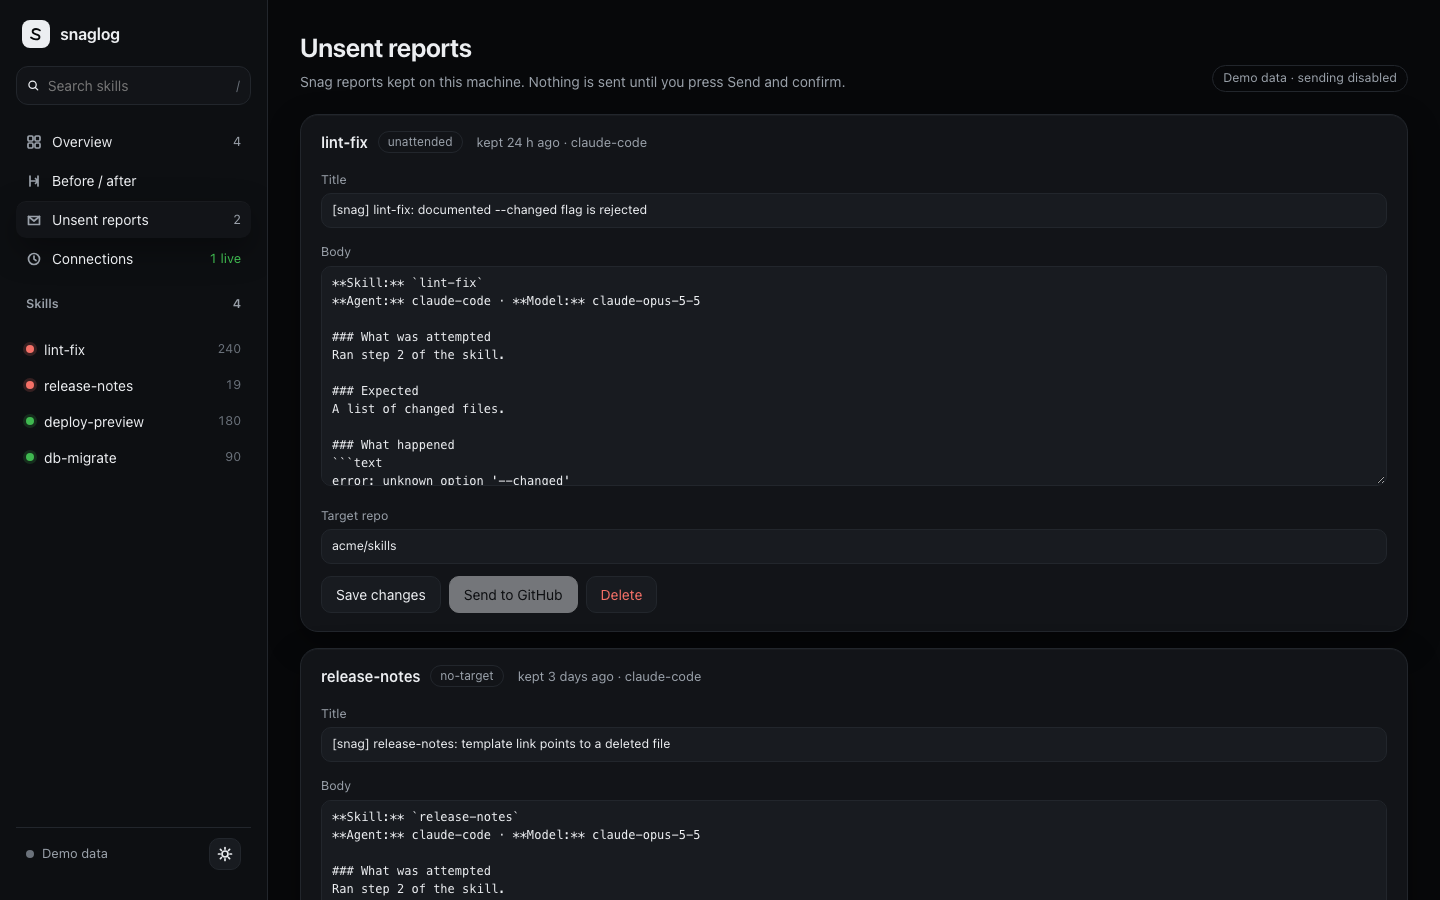 S snaglog
Search skills /
Overview 4
Before / after
Unsent reports 2
Connections 1 live
Skills 4
lint-fix 240
release-notes 19
deploy-preview 180
db-migrate 90
Demo data
Unsent reports
Snag reports kept on this machine. Nothing is sent until you press Send and confirm.
Demo data · sending disabled
lint-fix unattended kept 24 h ago · claude-code
Title
[snag] lint-fix: documented --changed flag is rejected
Body
**Skill:** `lint-fix`
**Agent:** claude-code · **Model:** claude-opus-5-5
### What was attempted
Ran step 2 of the skill.
### Expected
A list of changed files.
### What happened
```text
error: unknown option '--changed'
Target repo
acme/skills
Save changes Send to GitHub Delete
release-notes no-target kept 3 days ago · claude-code
Title
[snag] release-notes: template link points to a deleted file
Body
**Skill:** `release-notes`
**Agent:** claude-code · **Model:** claude-opus-5-5
### What was attempted
Ran step 2 of the skill.